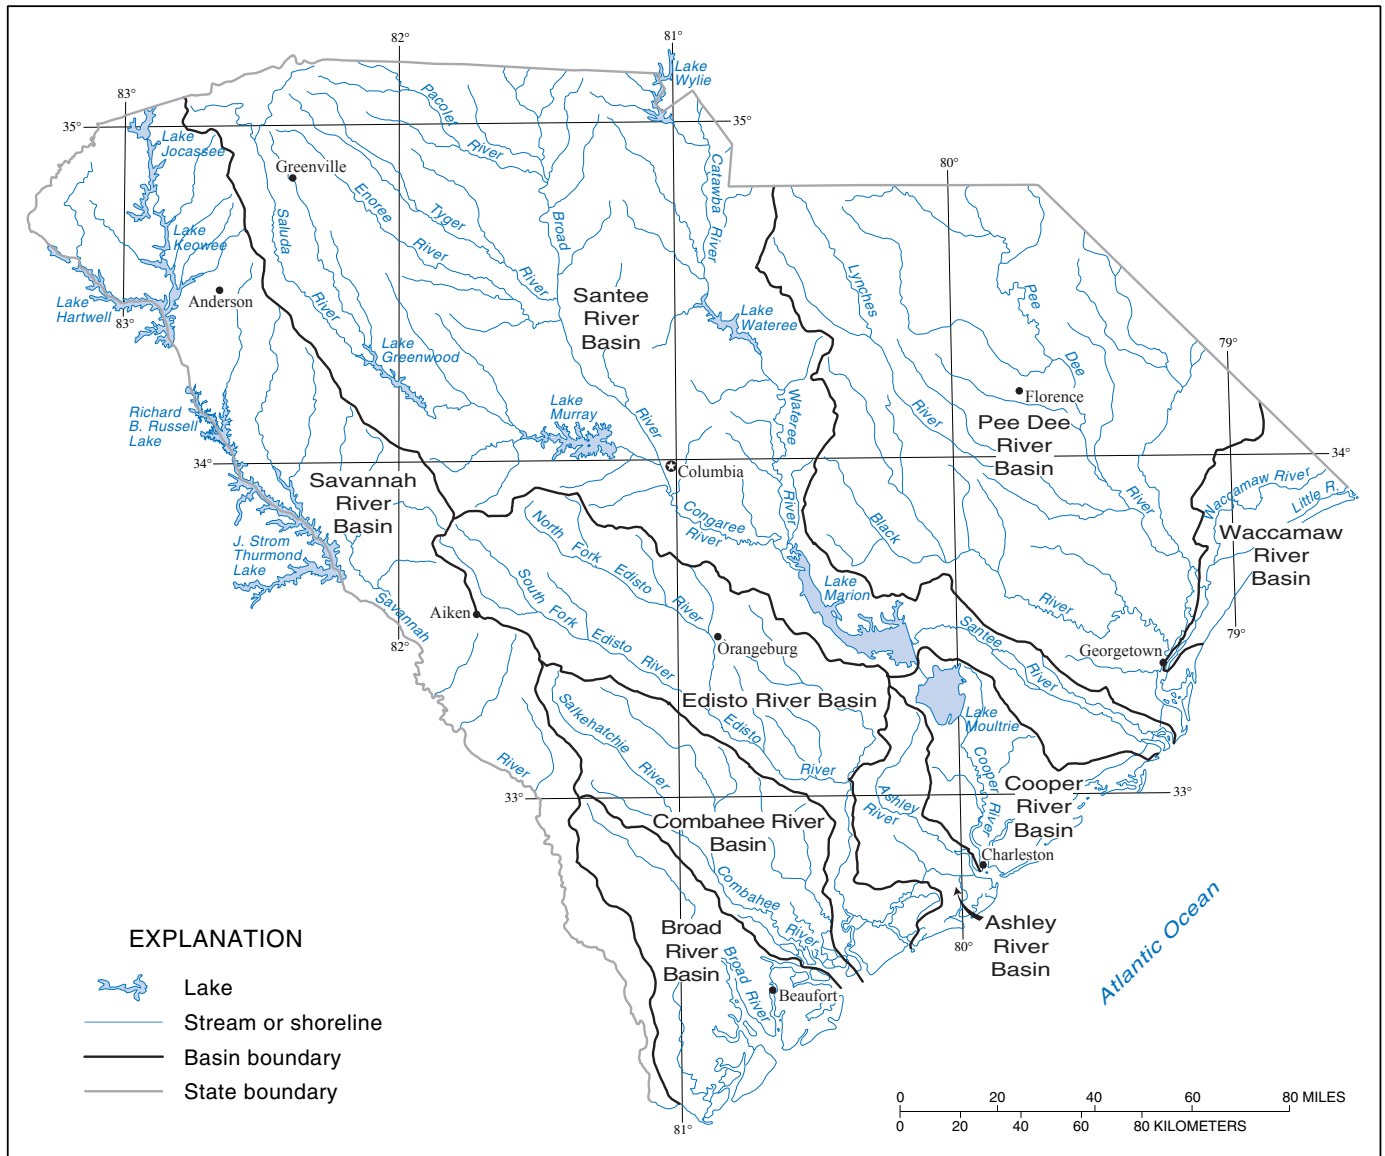 82°
81°
Lake
Wylie
83°
35°
Lake
Jocassee
Pacolet
River
35°
Greenville
Catawba River
80°
Enoree
River
Tyger
River
Broad
River
Saluda
River
Lake
Keowee
Lake
Hartwell
83°
Anderson
Santee
River
Basin
Lake
Wateree
Lynches
River
Pee
Dee
River
79°
Lake
Greenwood
Florence
Richard
B. Russell
Lake
Lake
Murray
Wateree
River
Pee Dee
River
Basin
34°
Columbia
34°
Savannah
River
Basin
Waccamaw River
Little R.
North Fork Edisto River
Congaree
River
Black
River
Waccamaw
River
Basin
J. Strom
Thurmond
Lake
South Fork Edisto River
Lake
Marion
Savannah
River
Aiken
Orangeburg
Santee
River
82°
79°
Georgetown
Edisto River Basin
Salkehatchie
River
Edisto
River
Lake
Moultrie
Cooper River
33°
Ashley
River
Cooper
River
Basin
33°
Combahee River
Basin
Charleston
Combahee
River
Broad
River
Basin
Broad River
Ashley
River
Basin
80°
Atlantic Ocean
Beaufort
81°
EXPLANATION
Lake
Stream or shoreline
Basin boundary
State boundary
0 20 40 60 80 MILES
0 20 40 60 80 KILOMETERS